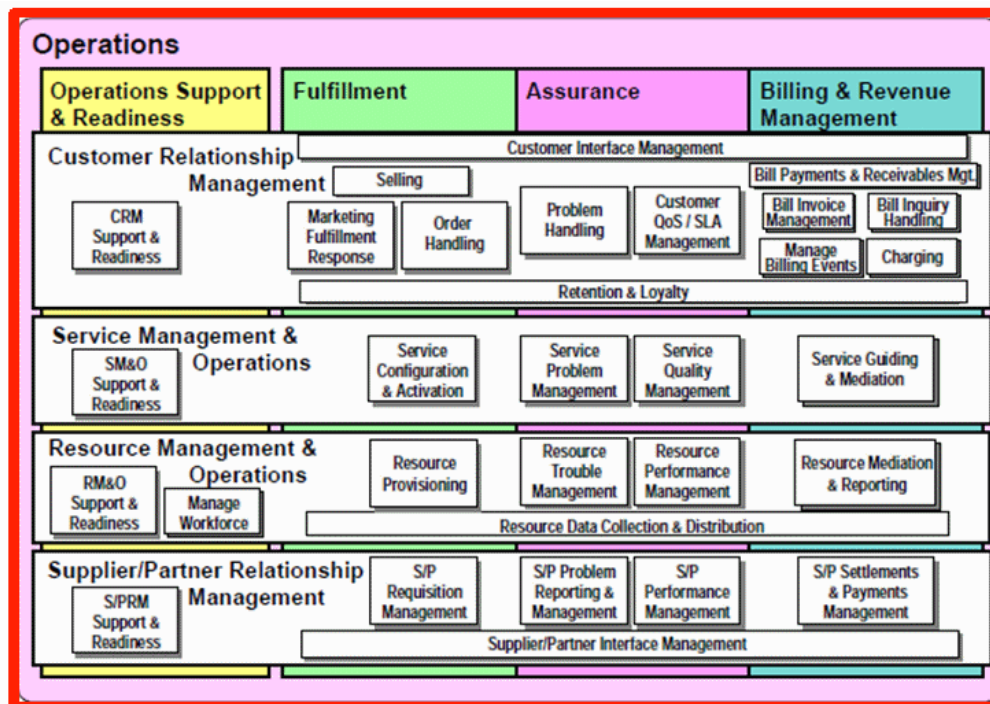 Operations
Operations Support
& Readiness
Fulfillment
Assurance
Billing & Revenue
Management
Customer Relationship
Management
Customer Interface Management
Selling
Bill Payments & Receivables Mgt.
CRM
Support &
Readiness
Marketing
Fulfillment
Response
Order
Handling
Problem
Handling
Customer
QoS / SLA
Management
Bill Invoice
Management
Bill Inquiry
Handling
Manage
Billing Events
Charging
Retention & Loyalty
Service Management &
Operations
SM&O
Support &
Readiness
Service
Configuration
& Activation
Service
Problem
Management
Service
Quality
Management
Service Guiding
& Mediation
Resource Management &
Operations
RM&O
Support &
Readiness
Manage
Workforce
Resource
Provisioning
Resource
Trouble
Management
Resource
Performance
Management
Resource Mediation
& Reporting
Resource Data Collection & Distribution
Supplier/Partner Relationship
Management
S/PRM
Support &
Readiness
S/P
Requisition
Management
S/P Problem
Reporting &
Management
S/P
Performance
Management
S/P Settlements
& Payments
Management
Supplier/Partner Interface Management